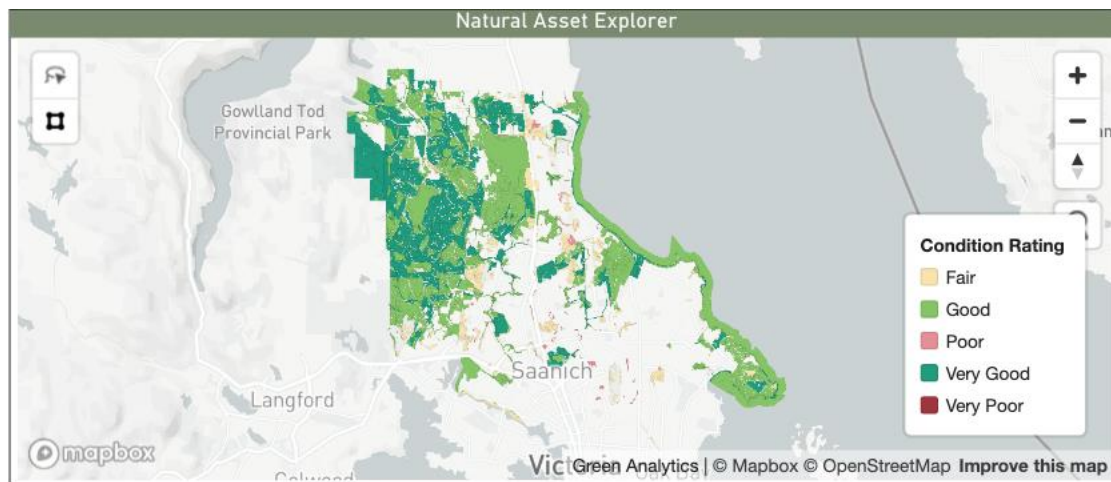 Natural Asset Explorer
Gowlland Tod
Provincial Park
Condition Rating
Fair
Good
Poor
Very Good
Very Poor
Saanich
Langford
mapbox
Green Analytics | © Mapbox © OpenStreetMap Improve this map